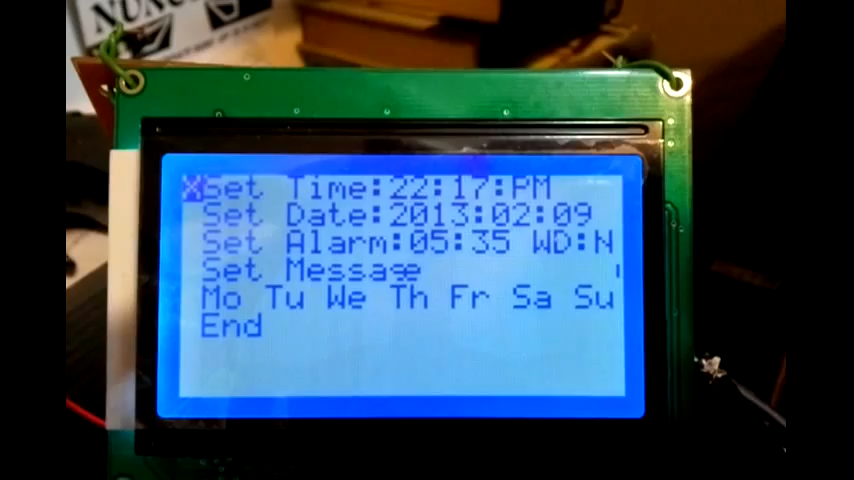 NUNC
XSet Time:22:17:PM
Set Date:2013:02:09
Set Alarm:05:35 WD:N
Set Message
Mo Tu We Th Fr Sa Su
End